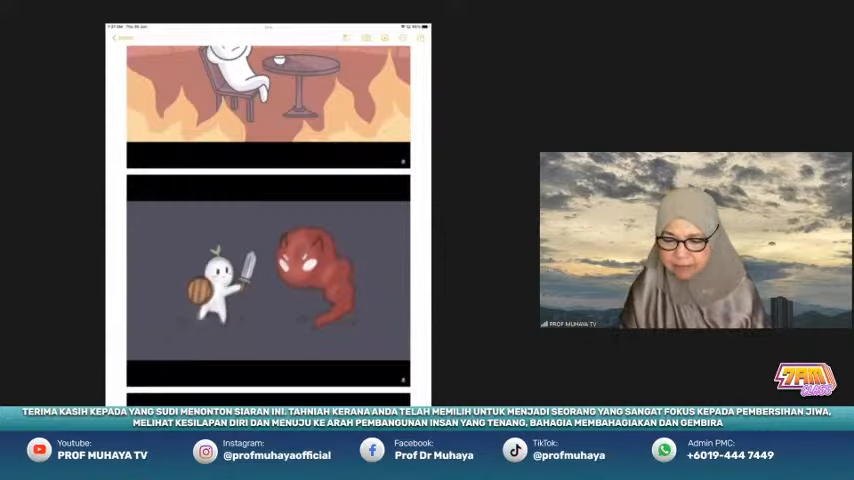 PROF MUHAYA TV
7AM
CLASS
TERIMA KASIH KEPADA YANG SUDI MENONTON SIARAN INI. TAHNIAH KERANA ANDA TELAH MEMILIH UNTUK MENJADI SEORANG YANG SANGAT FOKUS KEPADA PEMBERSIHAN JIWA,
MELIHAT KESILAPAN DIRI DAN MENUJU KE ARAH PEMBANGUNAN INSAN YANG TENANG, BAHAGIA MEMBAHAGIAKAN DAN GEMBIRA
Youtube:
PROF MUHAYA TV
Instagram:
@profmuhayaofficial
Facebook:
Prof Dr Muhaya
TikTok:
@profmuhaya
Admin PMC:
+6019-444 7449